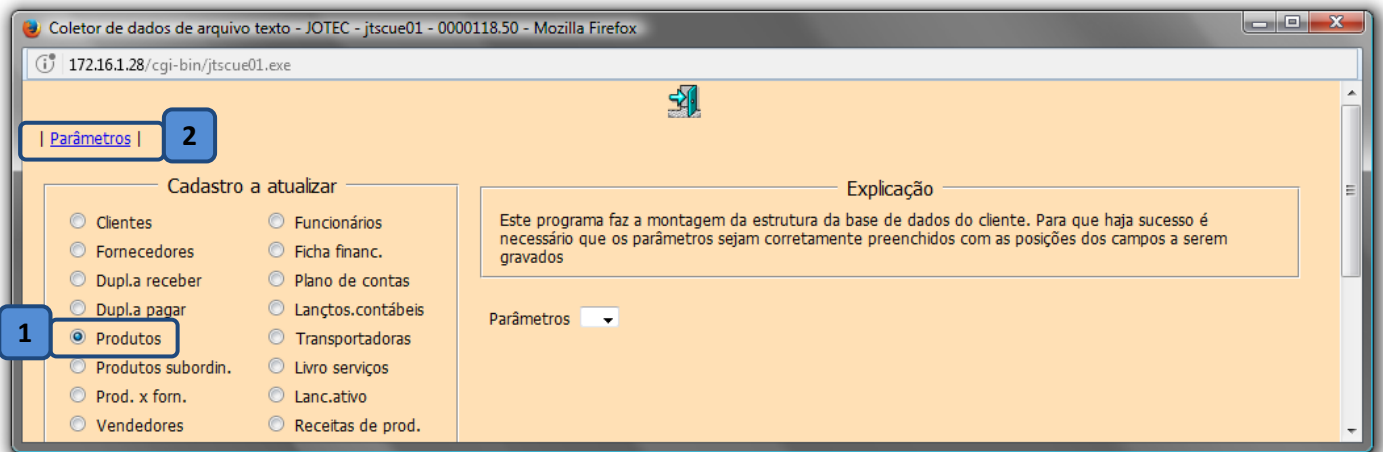 Coletor de dados de arquivo texto - JOTEC - jtscue01 - 0000118.50 - Mozilla Firefox
172.16.1.28/cgi-bin/jtscue01.exe
| Parâmetros |
2
Cadastro a atualizar
Clientes
Funcionários
Fornecedores
Ficha financ.
Dupl.a receber
Plano de contas
Dupl.a pagar
Lançtos.contábeis
1
Produtos
Transportadoras
Produtos subordin.
Livro serviços
Prod. x forn.
Lanc.ativo
Vendedores
Receitas de prod.
Explicação
Este programa faz a montagem da estrutura da base de dados do cliente. Para que haja sucesso é
necessário que os parâmetros sejam corretamente preenchidos com as posições dos campos a serem
gravados
Parâmetros